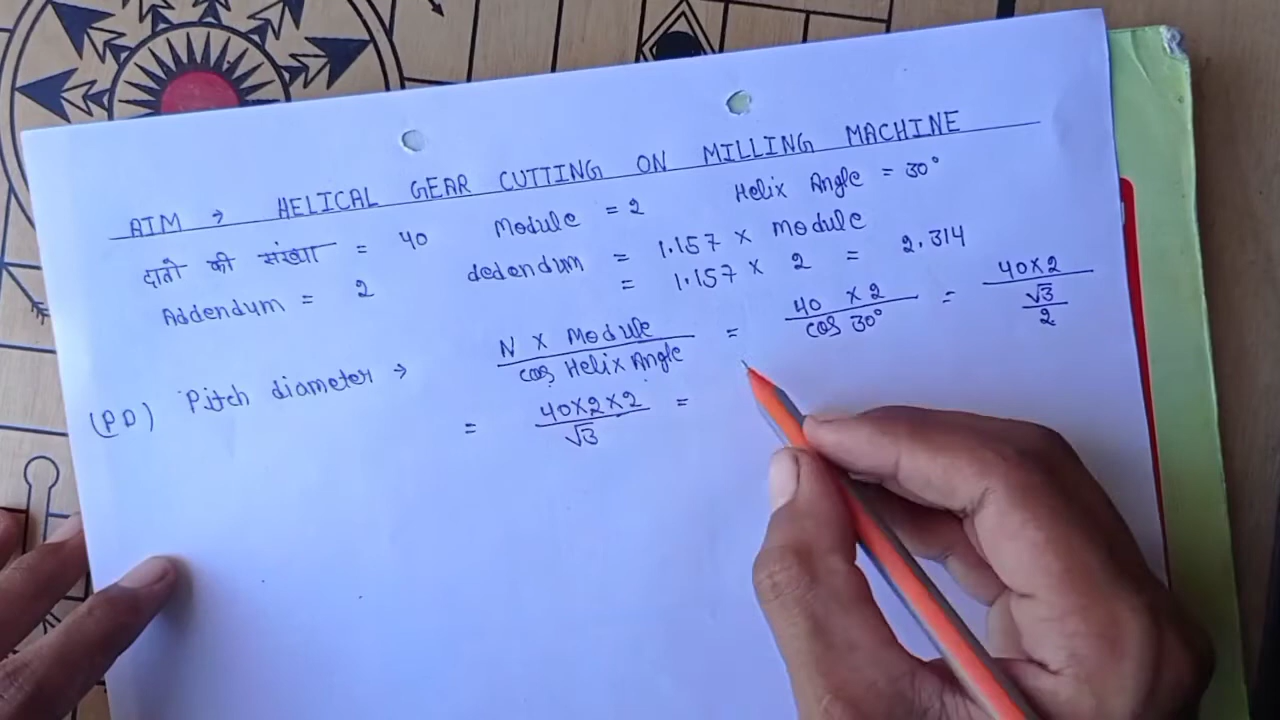 AIM → HELICAL GEAR CUTTING ON MILLING MACHINE
दातो की संख्या = 40 Module = 2 Helix Angle = 30°
Addendum = 2 dedendum = 1.157 × Module
= 1.157 × 2 = 2.314
(PD) Pitch diameter → N × Module / cos Helix Angle = 40 × 2 / cos 30° = 40×2 / √3/2
= 40×2×2 / √3 =